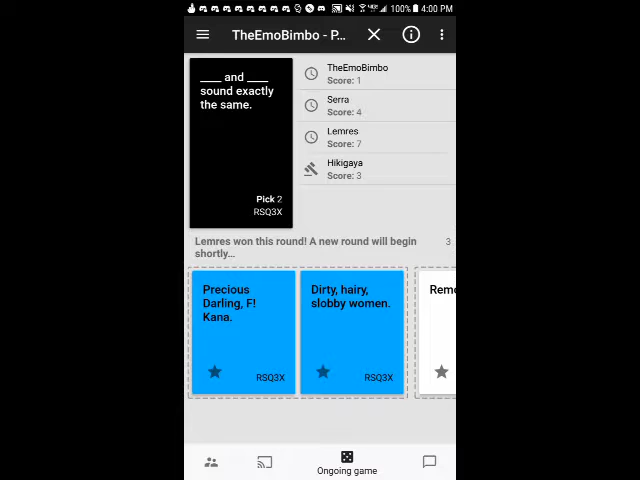 100% 4:00 PM
TheEmoBimbo - P...
____ and ____
sound exactly
the same.
Pick 2
RSQ3X
TheEmoBimbo
Score: 1
Serra
Score: 4
Lemres
Score: 7
Hikigaya
Score: 3
Lemres won this round! A new round will begin 3
shortly...
Precious
Darling, F!
Kana.
RSQ3X
Dirty, hairy,
slobby women.
RSQ3X
Remo
Ongoing game